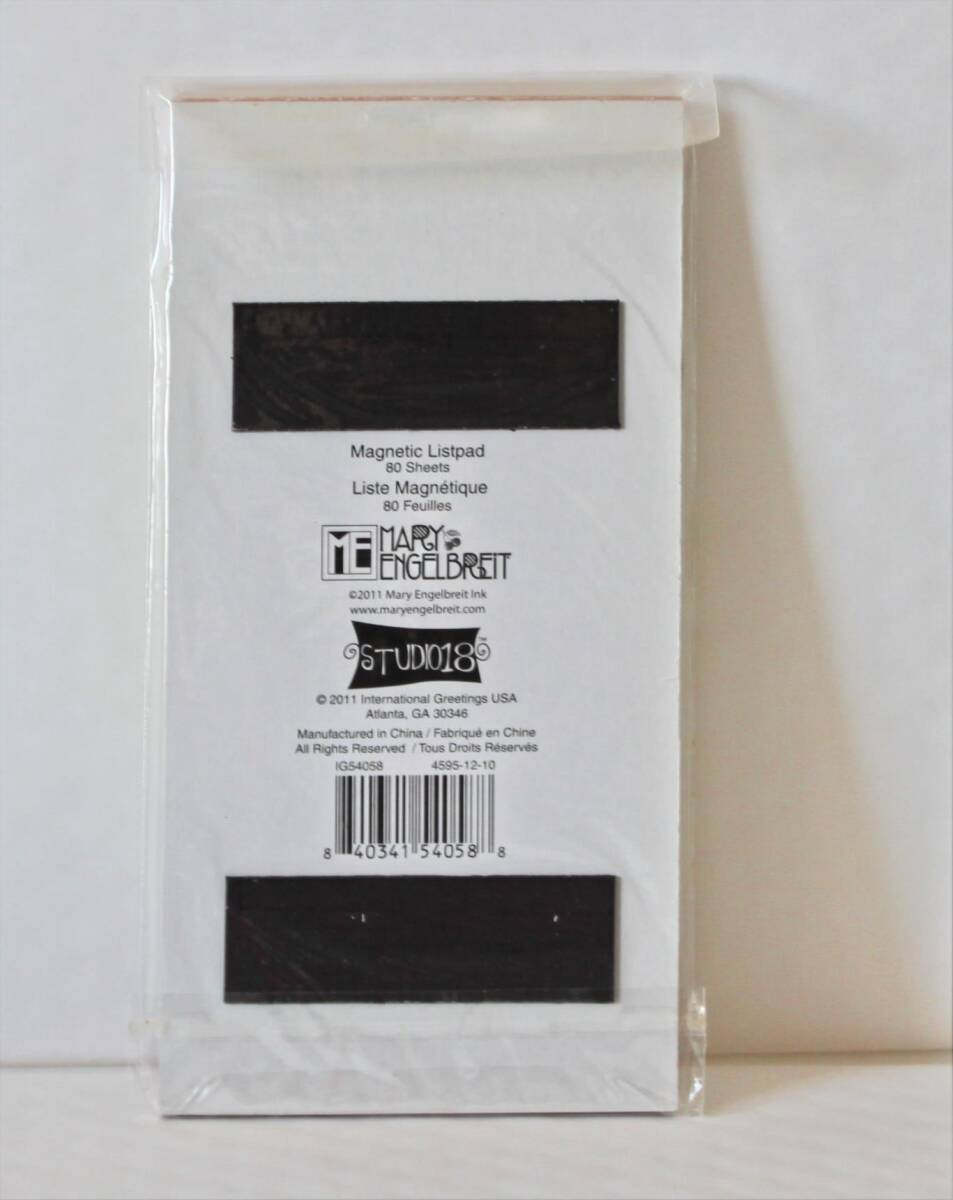 Magnetic Listpad
80 Sheets
Liste Magnétique
80 Feuilles
ME MARY
ENGELBREIT
©2011 Mary Engelbreit Ink
www.maryengelbreit.com
STUDIO18™
© 2011 International Greetings USA
Atlanta, GA 30346
Manufactured in China / Fabriqué en Chine
All Rights Reserved / Tous Droits Réservés
IG54058 4595-12-10
8 40341 54058 8